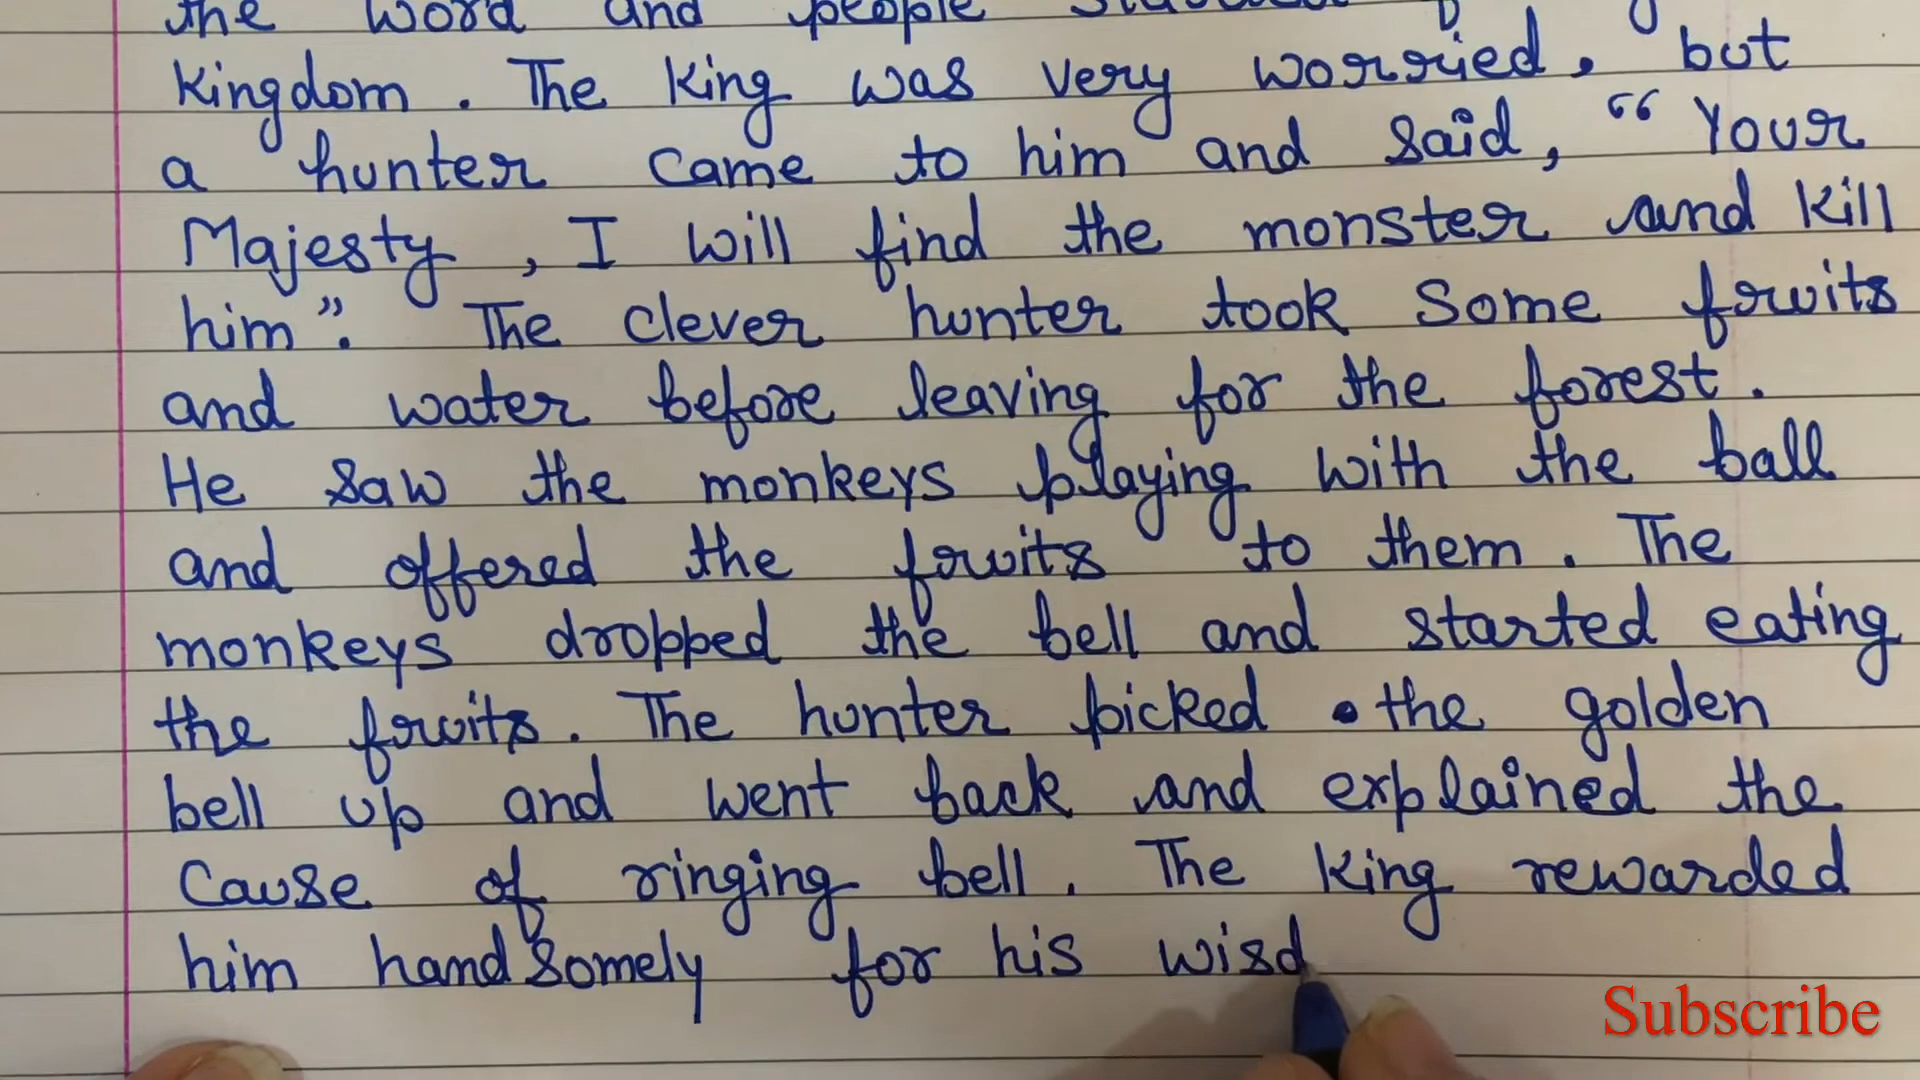 the word and people
kingdom. The king was very worried, but
a hunter came to him and said, “Your
Majesty, I will find the monster and kill
him”. The clever hunter took some fruits
and water before leaving for the forest.
He saw the monkeys playing with the ball
and offered the fruits to them. The
monkeys dropped the bell and started eating
the fruits. The hunter picked the golden
bell up and went back and explained the
cause of ringing bell. The king rewarded
him handsomely for his wisd
Subscribe